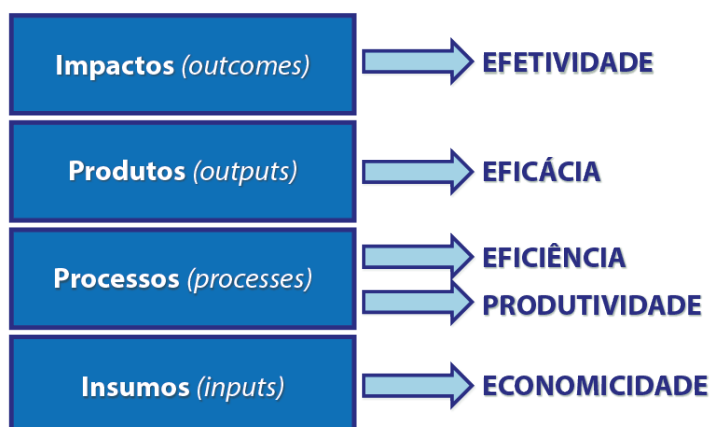 Impactos (outcomes)
EFETIVIDADE
Produtos (outputs)
EFICÁCIA
Processos (processes)
EFICIÊNCIA
PRODUTIVIDADE
Insumos (inputs)
ECONOMICIDADE